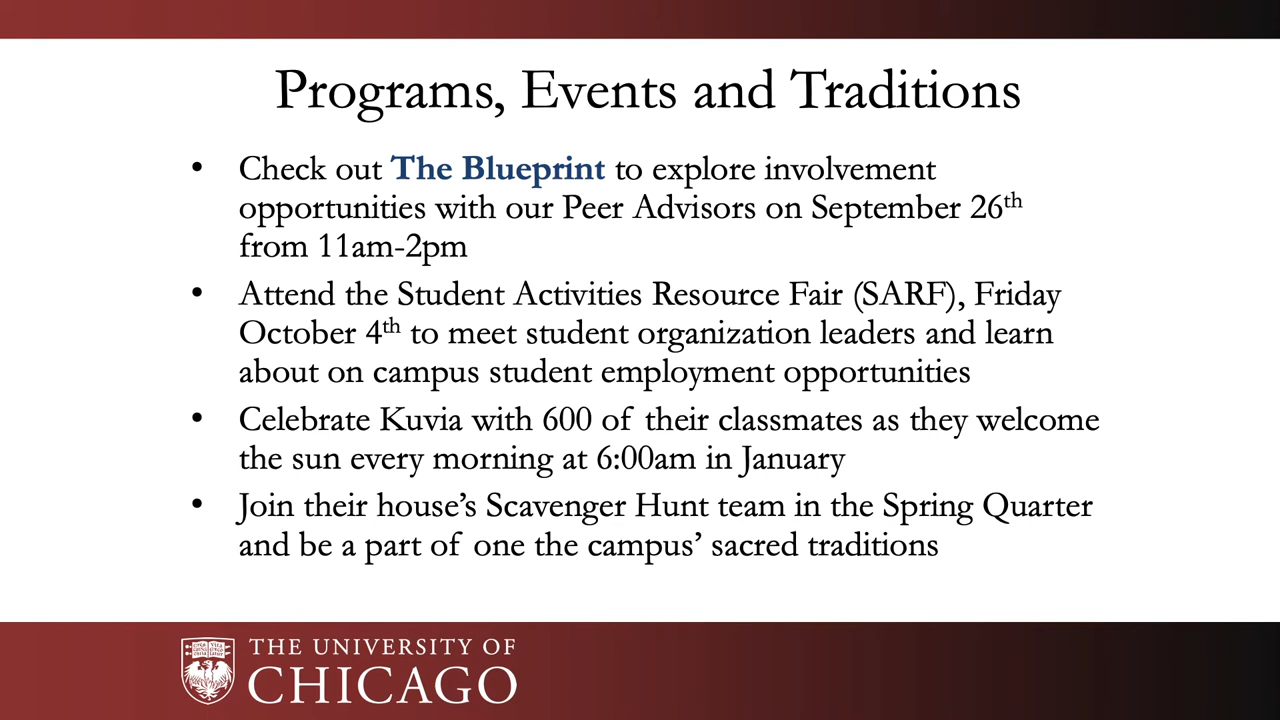 Programs, Events and Traditions
• Check out The Blueprint to explore involvement
opportunities with our Peer Advisors on September 26th
from 11am-2pm
• Attend the Student Activities Resource Fair (SARF), Friday
October 4th to meet student organization leaders and learn
about on campus student employment opportunities
• Celebrate Kuvia with 600 of their classmates as they welcome
the sun every morning at 6:00am in January
• Join their house's Scavenger Hunt team in the Spring Quarter
and be a part of one the campus' sacred traditions
THE UNIVERSITY OF
CHICAGO